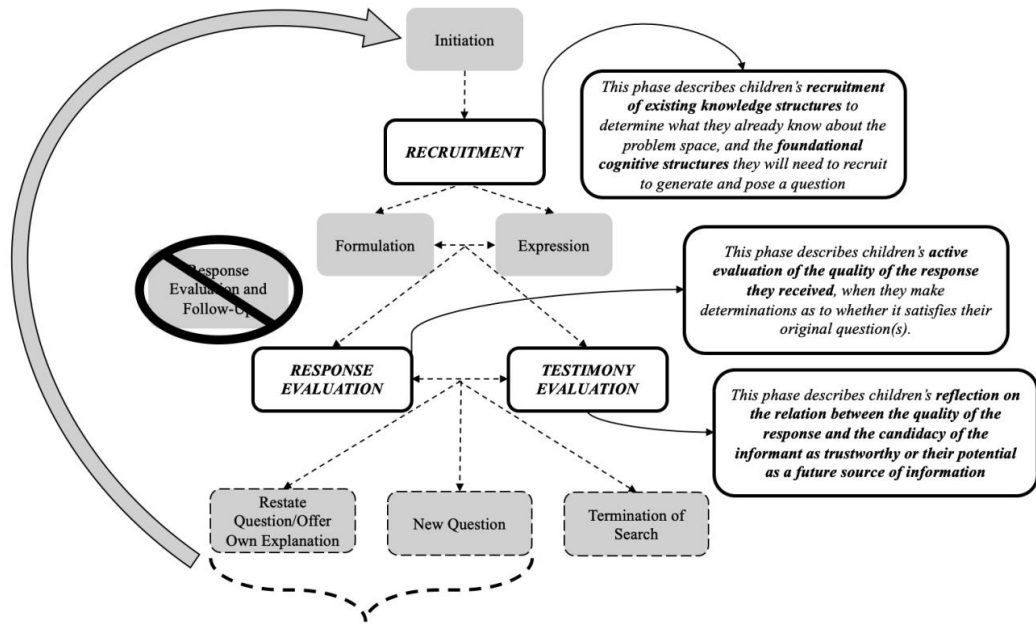 Initiation
This phase describes children's recruitment
of existing knowledge structures to
determine what they already know about the
problem space, and the foundational
cognitive structures they will need to recruit
to generate and pose a question
RECRUITMENT
Formulation
Expression
Response
Evaluation and
Follow-Up
This phase describes children's active
evaluation of the quality of the response
they received, when they make
determinations as to whether it satisfies their
original question(s).
RESPONSE
EVALUATION
TESTIMONY
EVALUATION
This phase describes children's reflection on
the relation between the quality of the
response and the candidacy of the
informant as trustworthy or their potential
as a future source of information
Restate
Question/Offer
Own Explanation
New Question
Termination of
Search